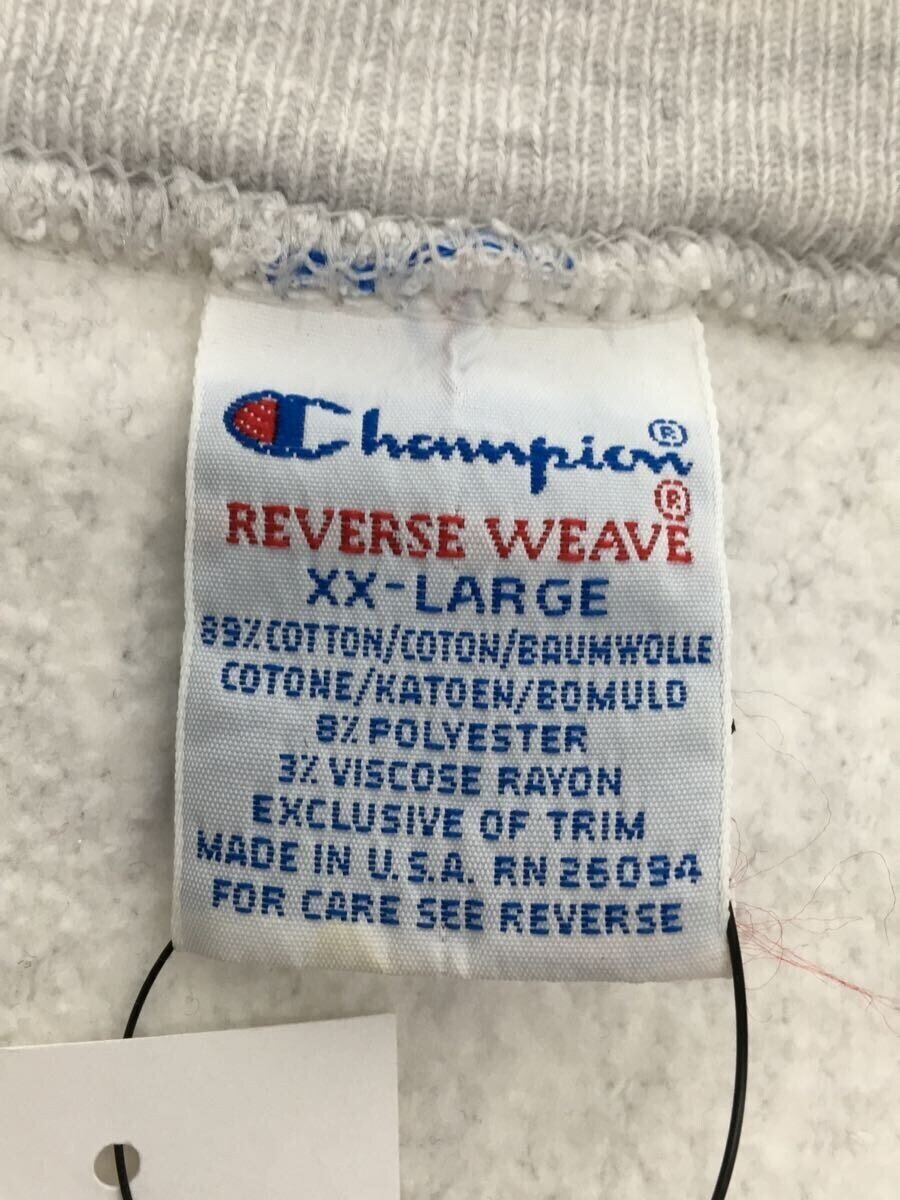 Champion®
REVERSE WEAVE®
XX-LARGE
89% COTTON/COTON/BAUMWOLLE
COTONE/KATOEN/BOMULD
8% POLYESTER
3% VISCOSE RAYON
EXCLUSIVE OF TRIM
MADE IN U.S.A. RN 26094
FOR CARE SEE REVERSE